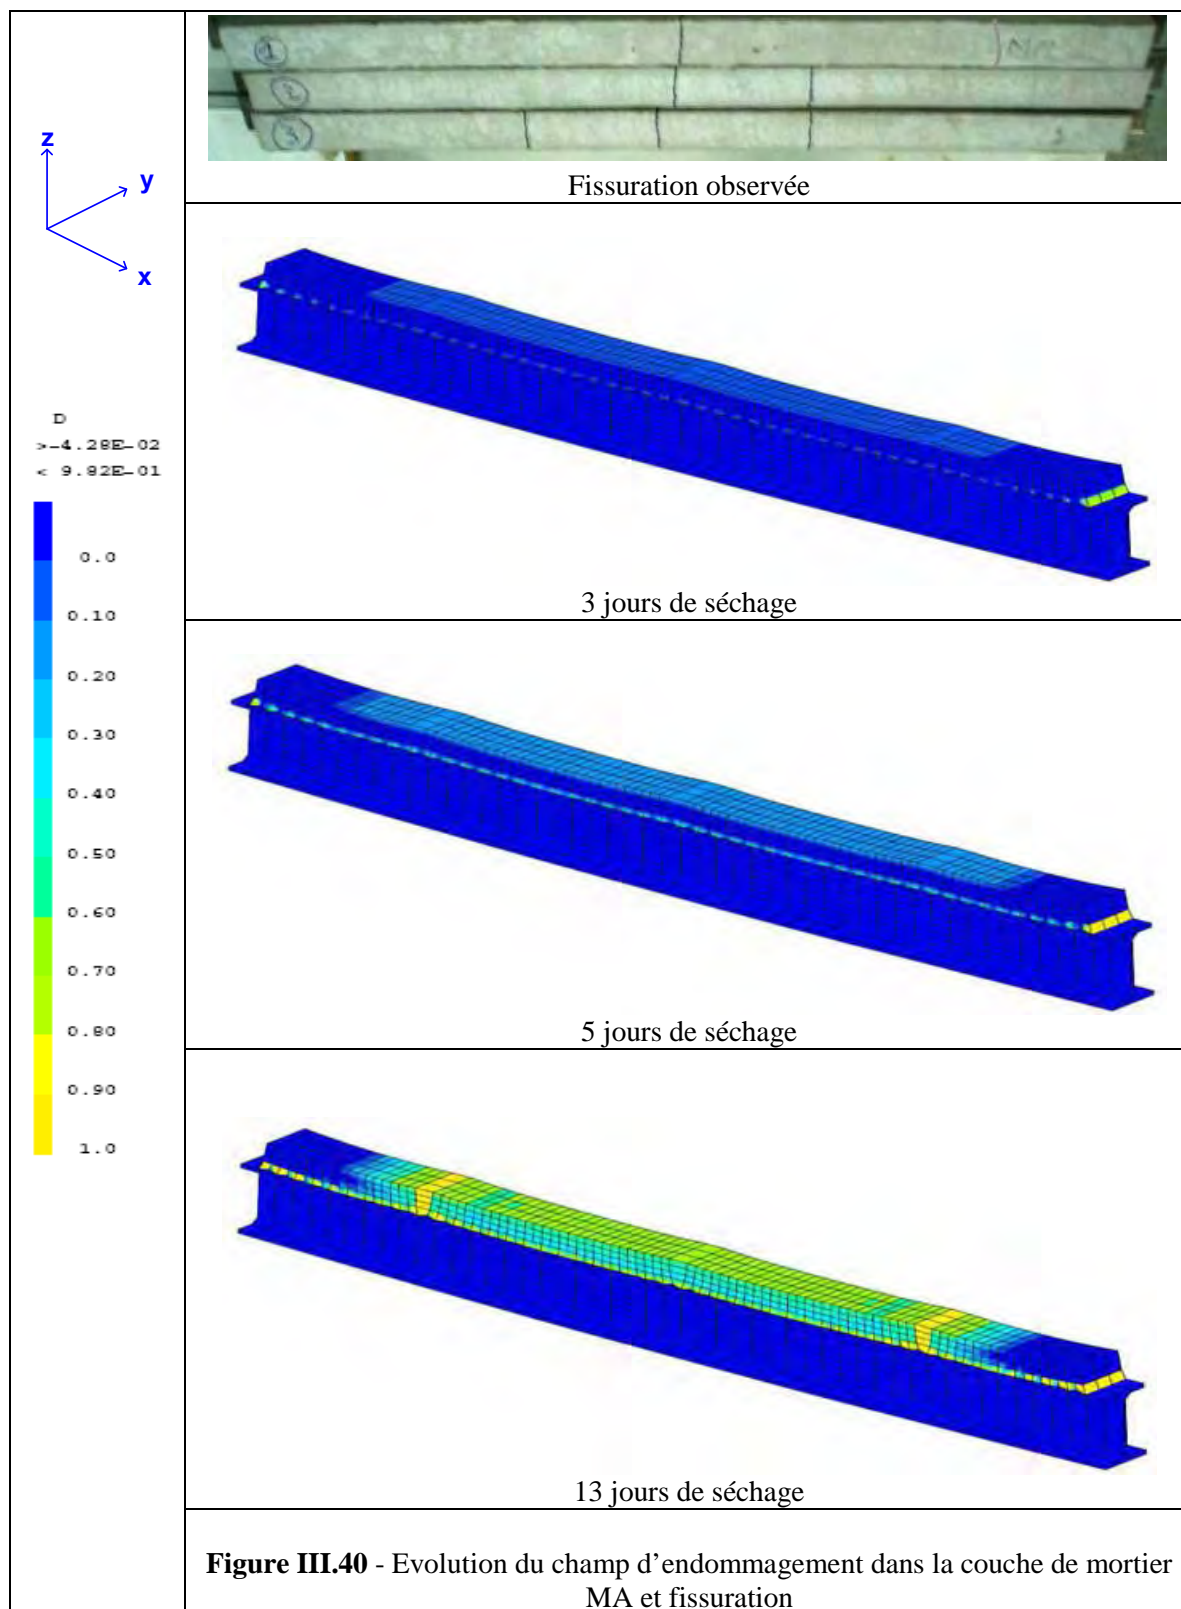 1
2
3
Fissuration observée
z
y
x
D
>-4.28E-02
< 9.82E-01
0.0
0.10
0.20
0.30
0.40
0.50
0.60
0.70
0.80
0.90
1.0
3 jours de séchage
5 jours de séchage
13 jours de séchage
Figure III.40 - Evolution du champ d’endommagement dans la couche de mortier
MA et fissuration